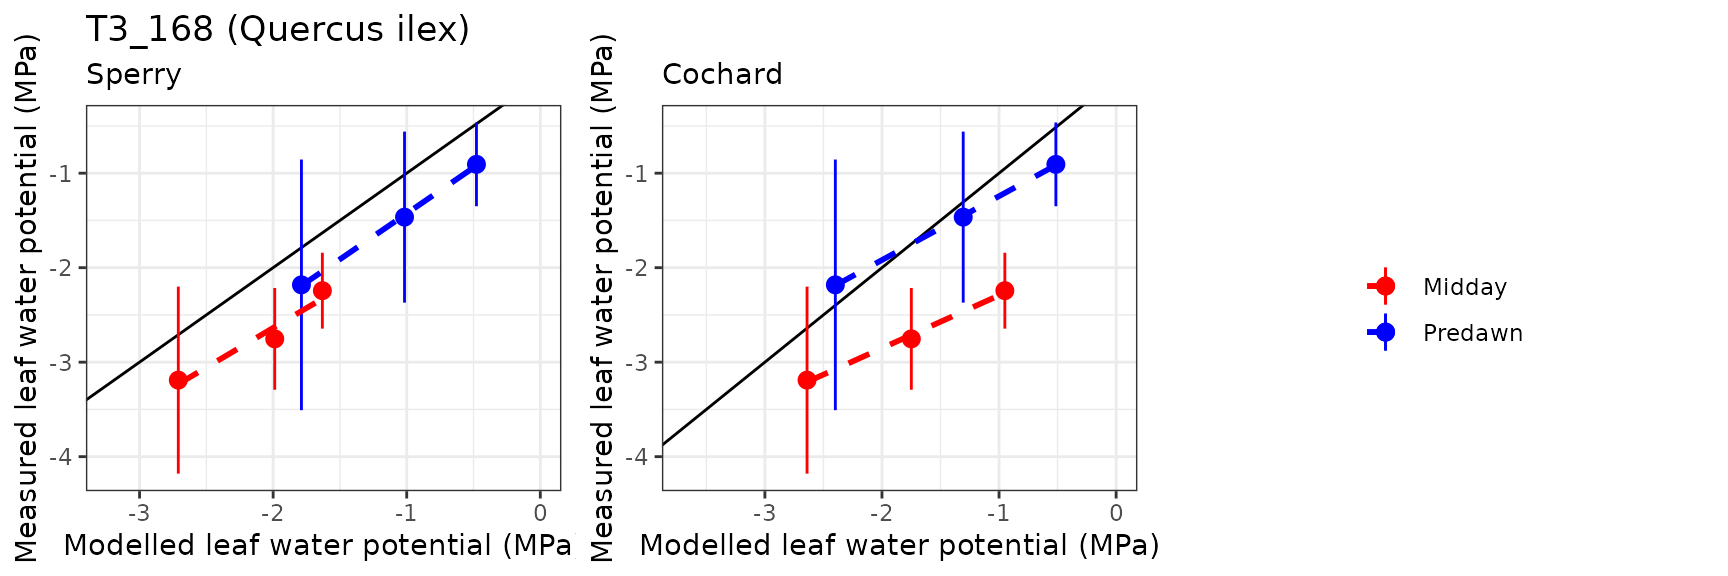 T3_168 (Quercus ilex)
Sperry
Measured leaf water potential (MPa)
-1
-2
-3
-4
-3
-2
-1
0
Modelled leaf water potential (MPa
Cochard
Measured leaf water potential (MPa)
-1
-2
-3
-4
-3
-2
-1
0
Modelled leaf water potential (MPa)
Midday
Predawn